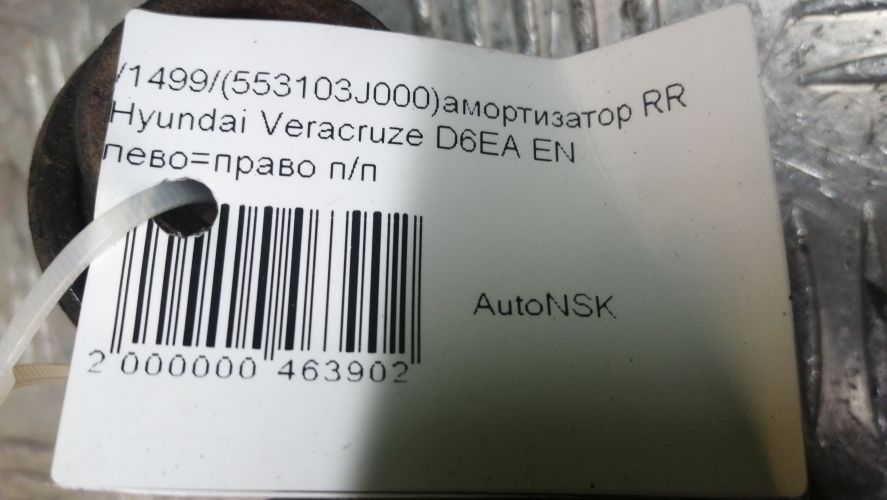 /1499/(553103J000)амортизатор RR
Hyundai Veracruze D6EA EN
лево=право п/п
AutoNSK
2 000000 463902